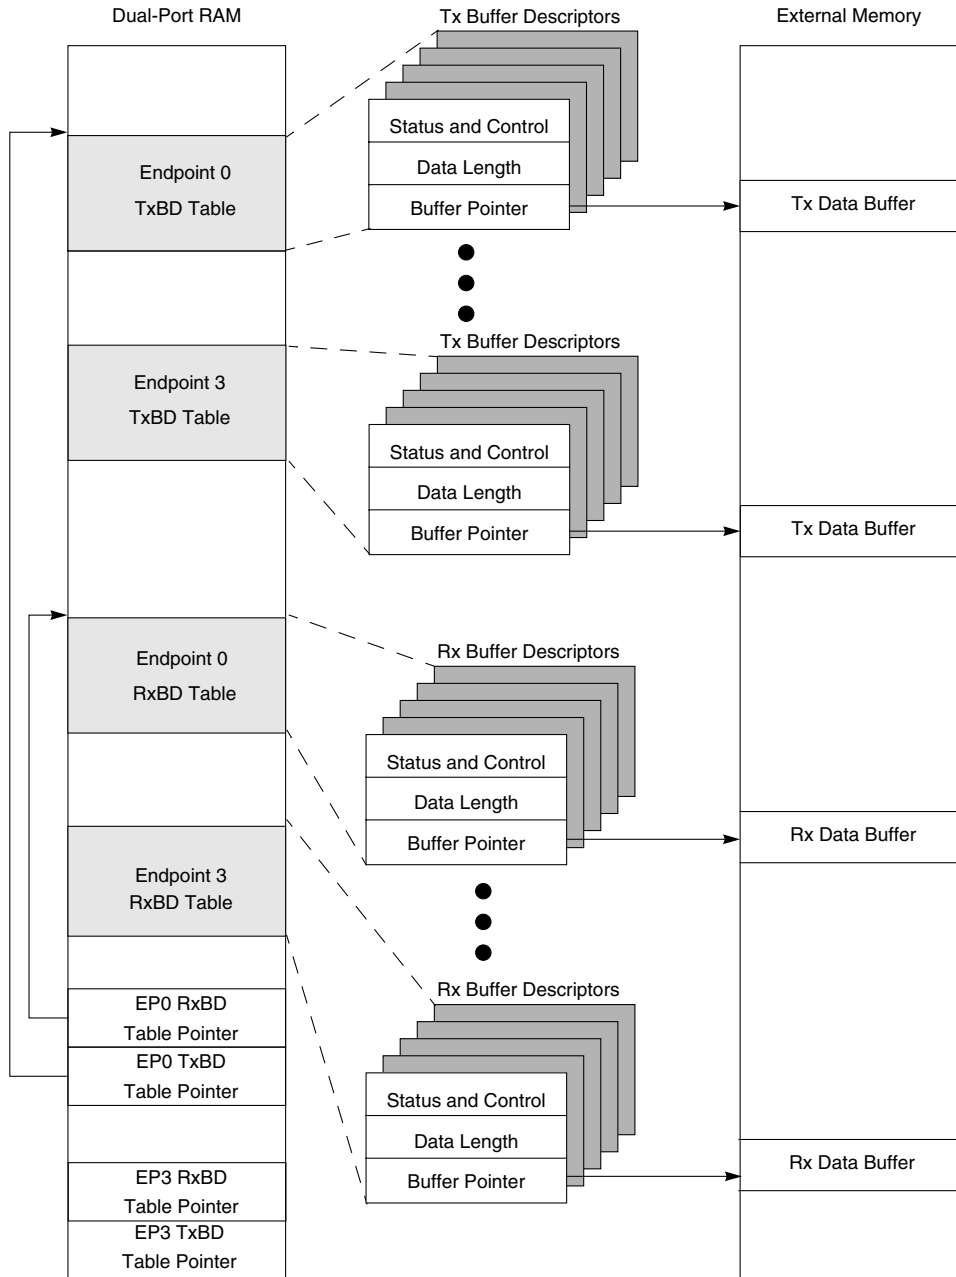 Dual-Port RAM
Tx Buffer Descriptors
External Memory
Endpoint 0
TxBD Table
Status and Control
Data Length
Buffer Pointer
Tx Data Buffer
Endpoint 3
TxBD Table
Tx Buffer Descriptors
Status and Control
Data Length
Buffer Pointer
Tx Data Buffer
Endpoint 0
RxBD Table
Rx Buffer Descriptors
Status and Control
Data Length
Buffer Pointer
Rx Data Buffer
Endpoint 3
RxBD Table
Rx Buffer Descriptors
Status and Control
Data Length
Buffer Pointer
Rx Data Buffer
EP0 RxBD
Table Pointer
EP0 TxBD
Table Pointer
EP3 RxBD
Table Pointer
EP3 TxBD
Table Pointer